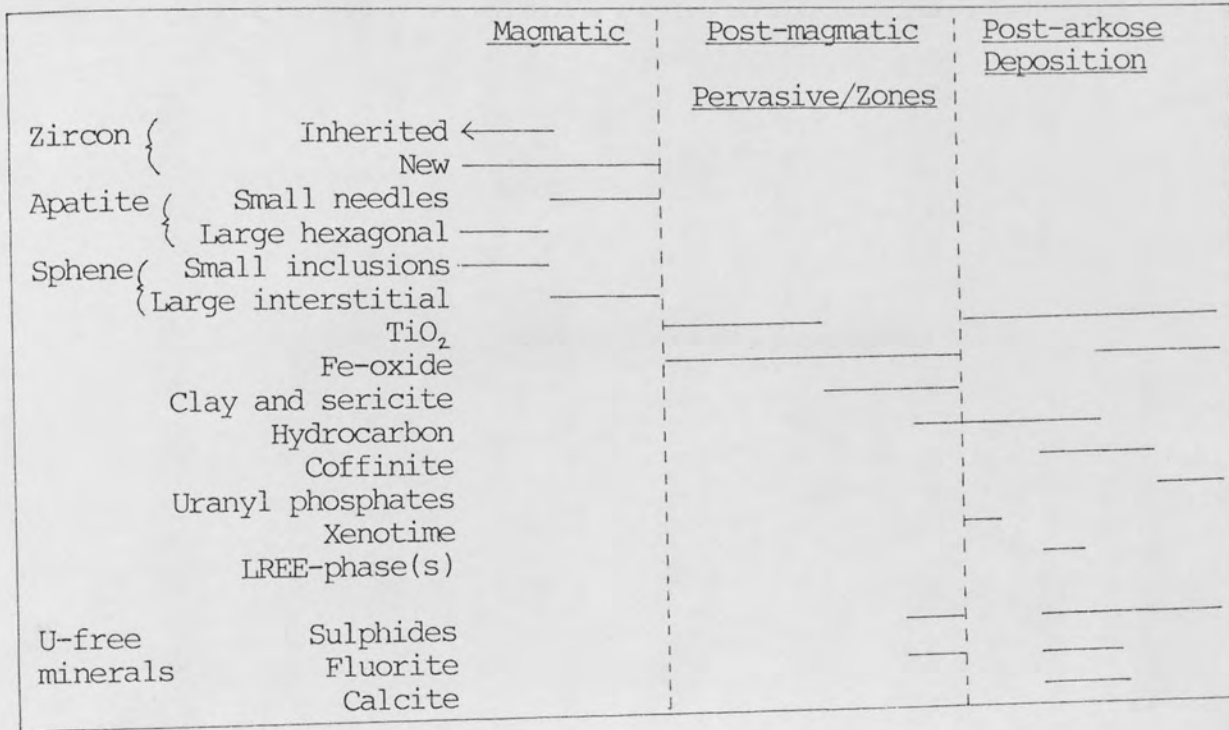 Magmatic Post-magmatic Post-arkose
Deposition
Pervasive/Zones
Zircon { Inherited
New
Apatite { Small needles
Large hexagonal
Sphene { Small inclusions
Large interstitial
TiO₂
Fe-oxide
Clay and sericite
Hydrocarbon
Coffinite
Uranyl phosphates
Xenotime
LREE-phase(s)
U-free Sulphides
minerals Fluorite
Calcite